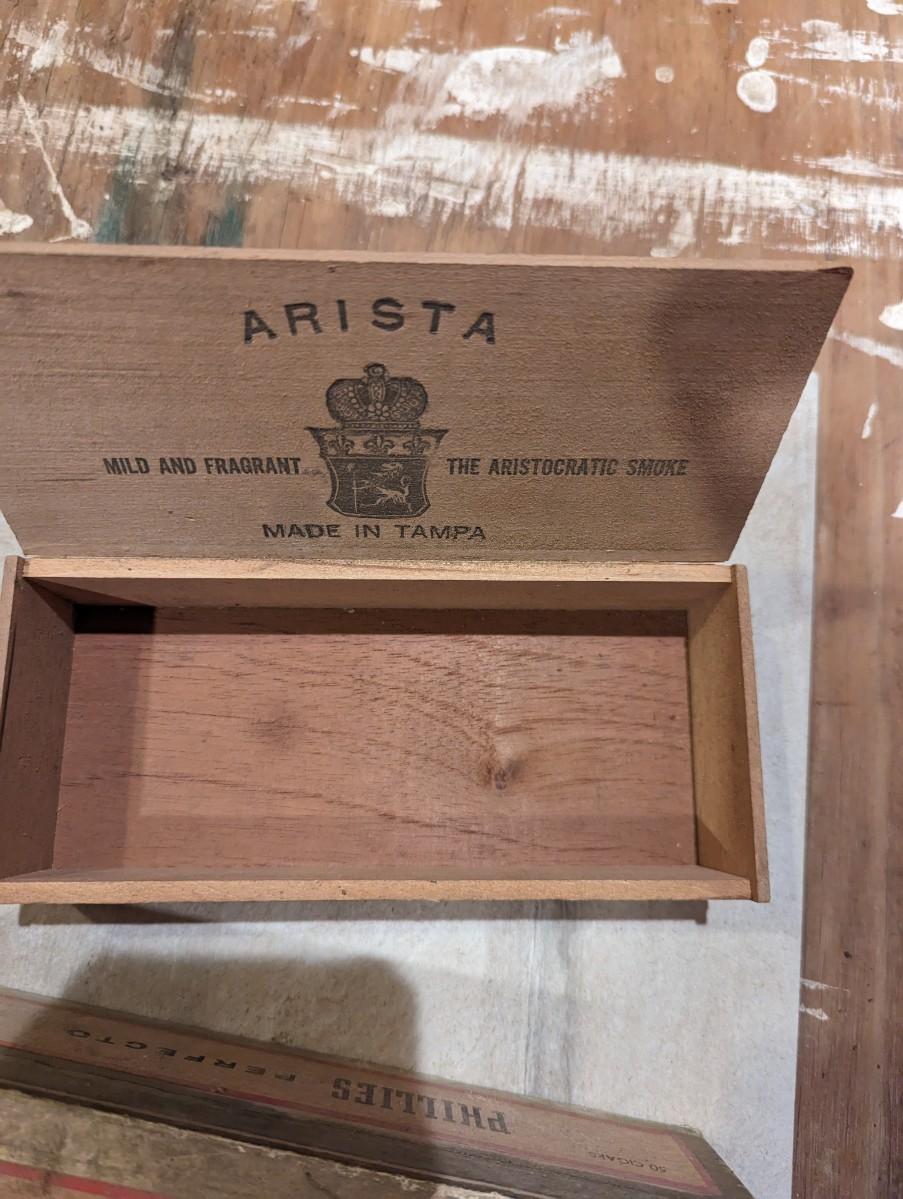 ARISTA
MILD AND FRAGRANT THE ARISTOCRATIC SMOKE
MADE IN TAMPA
PHILLIES PERFECTO
50 CIGARS